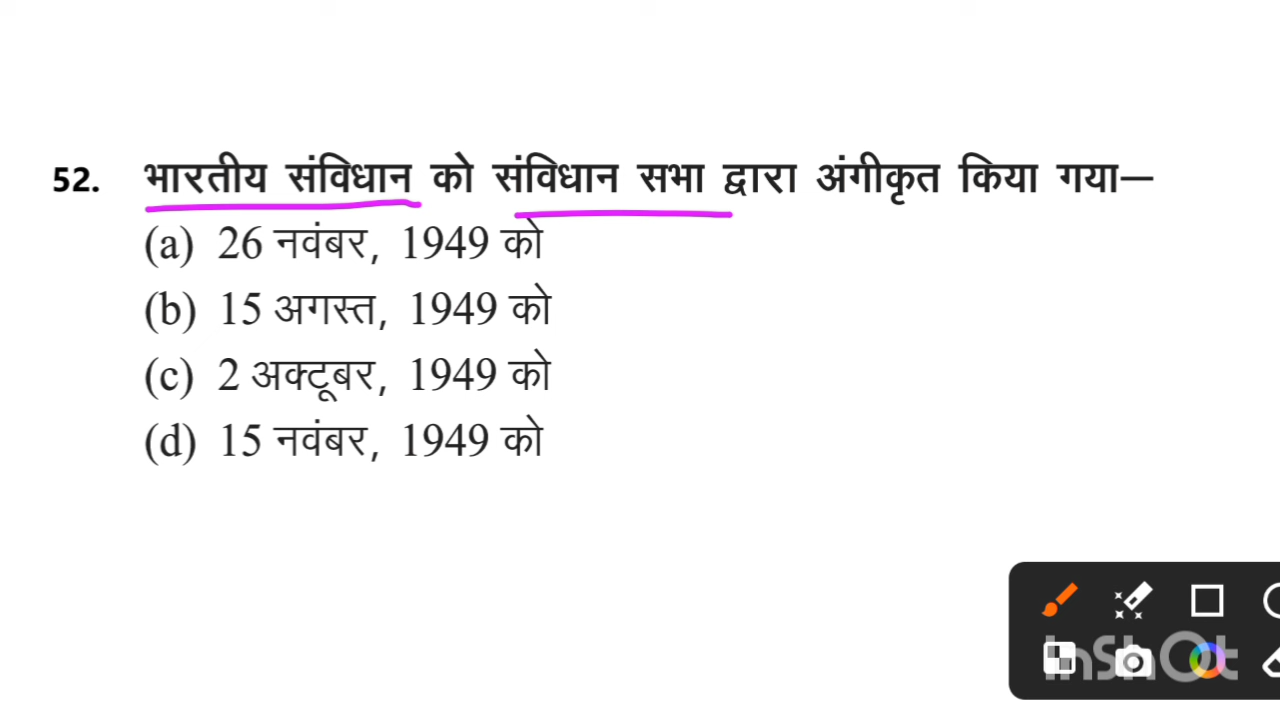 52. भारतीय संविधान को संविधान सभा द्वारा अंगीकृत किया गया—
(a) 26 नवंबर, 1949 को
(b) 15 अगस्त, 1949 को
(c) 2 अक्टूबर, 1949 को
(d) 15 नवंबर, 1949 को
InShOt